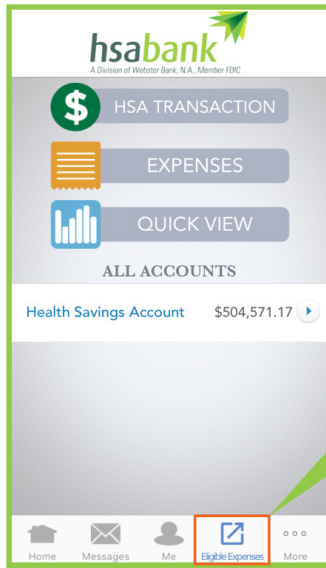 hsabank
A Division of Webster Bank, N.A., Member FDIC
$
HSA TRANSACTION
EXPENSES
QUICK VIEW
ALL ACCOUNTS
Health Savings Account $504,571.17
Home Messages Me Eligible Expenses More